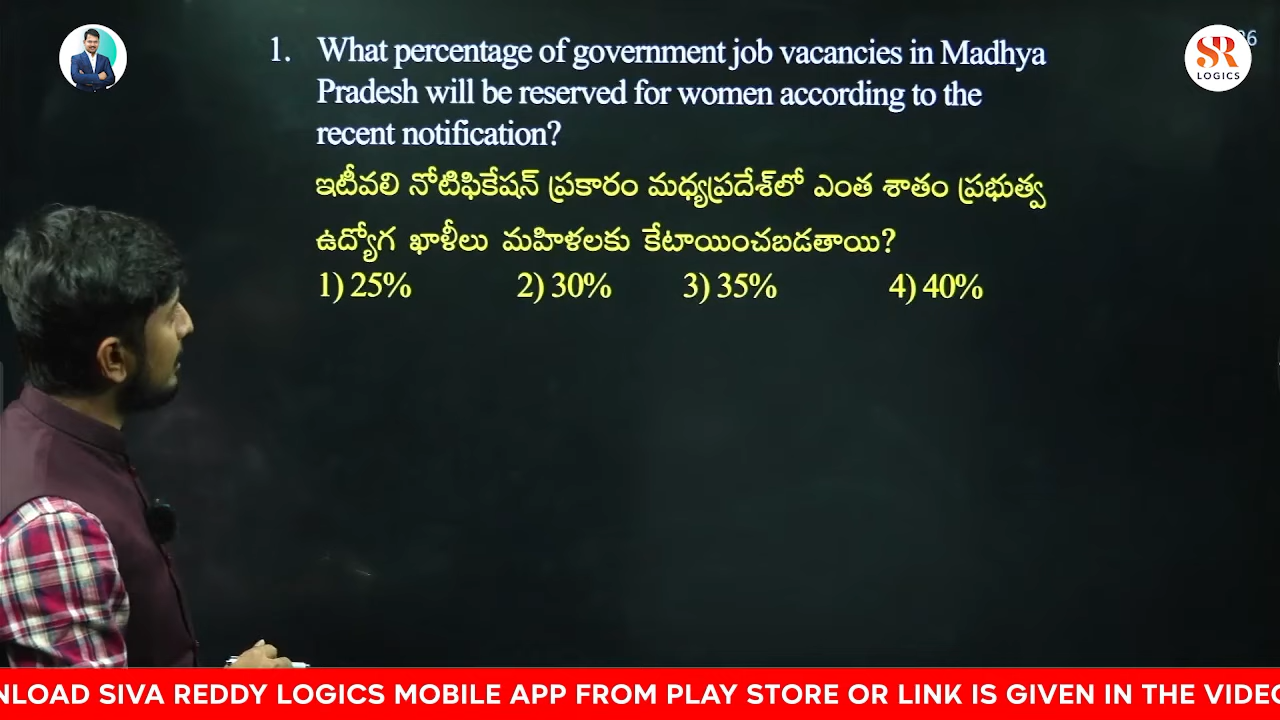 1. What percentage of government job vacancies in Madhya
Pradesh will be reserved for women according to the
recent notification?
ఇటీవలి నోటిఫికేషన్ ప్రకారం మధ్యప్రదేశ్‌లో ఎంత శాతం ప్రభుత్వ
ఉద్యోగ ఖాళీలు మహిళలకు కేటాయించబడతాయి?
1) 25% 2) 30% 3) 35% 4) 40%
SR
LOGICS
NLOAD SIVA REDDY LOGICS MOBILE APP FROM PLAY STORE OR LINK IS GIVEN IN THE VIDEO